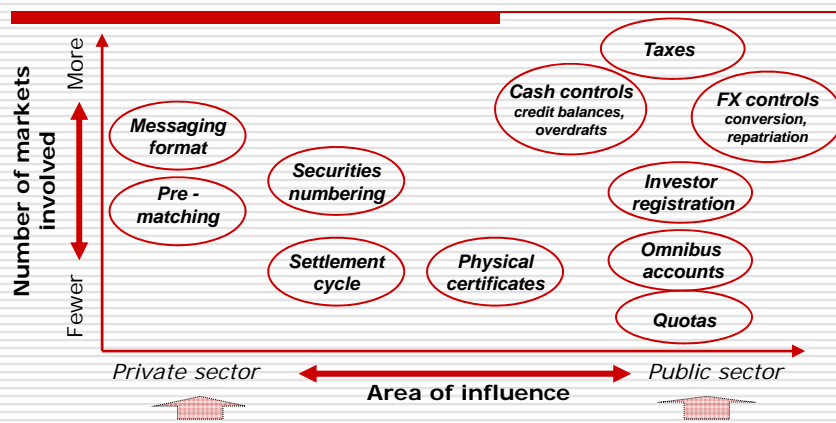 Number of markets
involved
More
Fewer
Taxes
Cash controls
credit balances,
overdrafts
FX controls
conversion,
repatriation
Messaging
format
Securities
numbering
Investor
registration
Pre -
matching
Settlement
cycle
Physical
certificates
Omnibus
accounts
Quotas
Private sector
Area of influence
Public sector